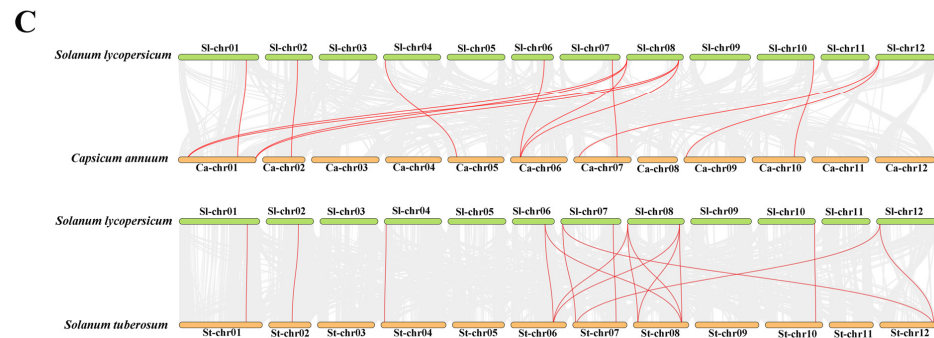 C
Sl-chr01 Sl-chr02 Sl-chr03 Sl-chr04 Sl-chr05 Sl-chr06 Sl-chr07 Sl-chr08 Sl-chr09 Sl-chr10 Sl-chr11 Sl-chr12
Solanum lycopersicum
Capsicum annuum
Ca-chr01 Ca-chr02 Ca-chr03 Ca-chr04 Ca-chr05 Ca-chr06 Ca-chr07 Ca-chr08 Ca-chr09 Ca-chr10 Ca-chr11 Ca-chr12
Sl-chr01 Sl-chr02 Sl-chr03 Sl-chr04 Sl-chr05 Sl-chr06 Sl-chr07 Sl-chr08 Sl-chr09 Sl-chr10 Sl-chr11 Sl-chr12
Solanum lycopersicum
Solanum tuberosum
St-chr01 St-chr02 St-chr03 St-chr04 St-chr05 St-chr06 St-chr07 St-chr08 St-chr09 St-chr10 St-chr11 St-chr12